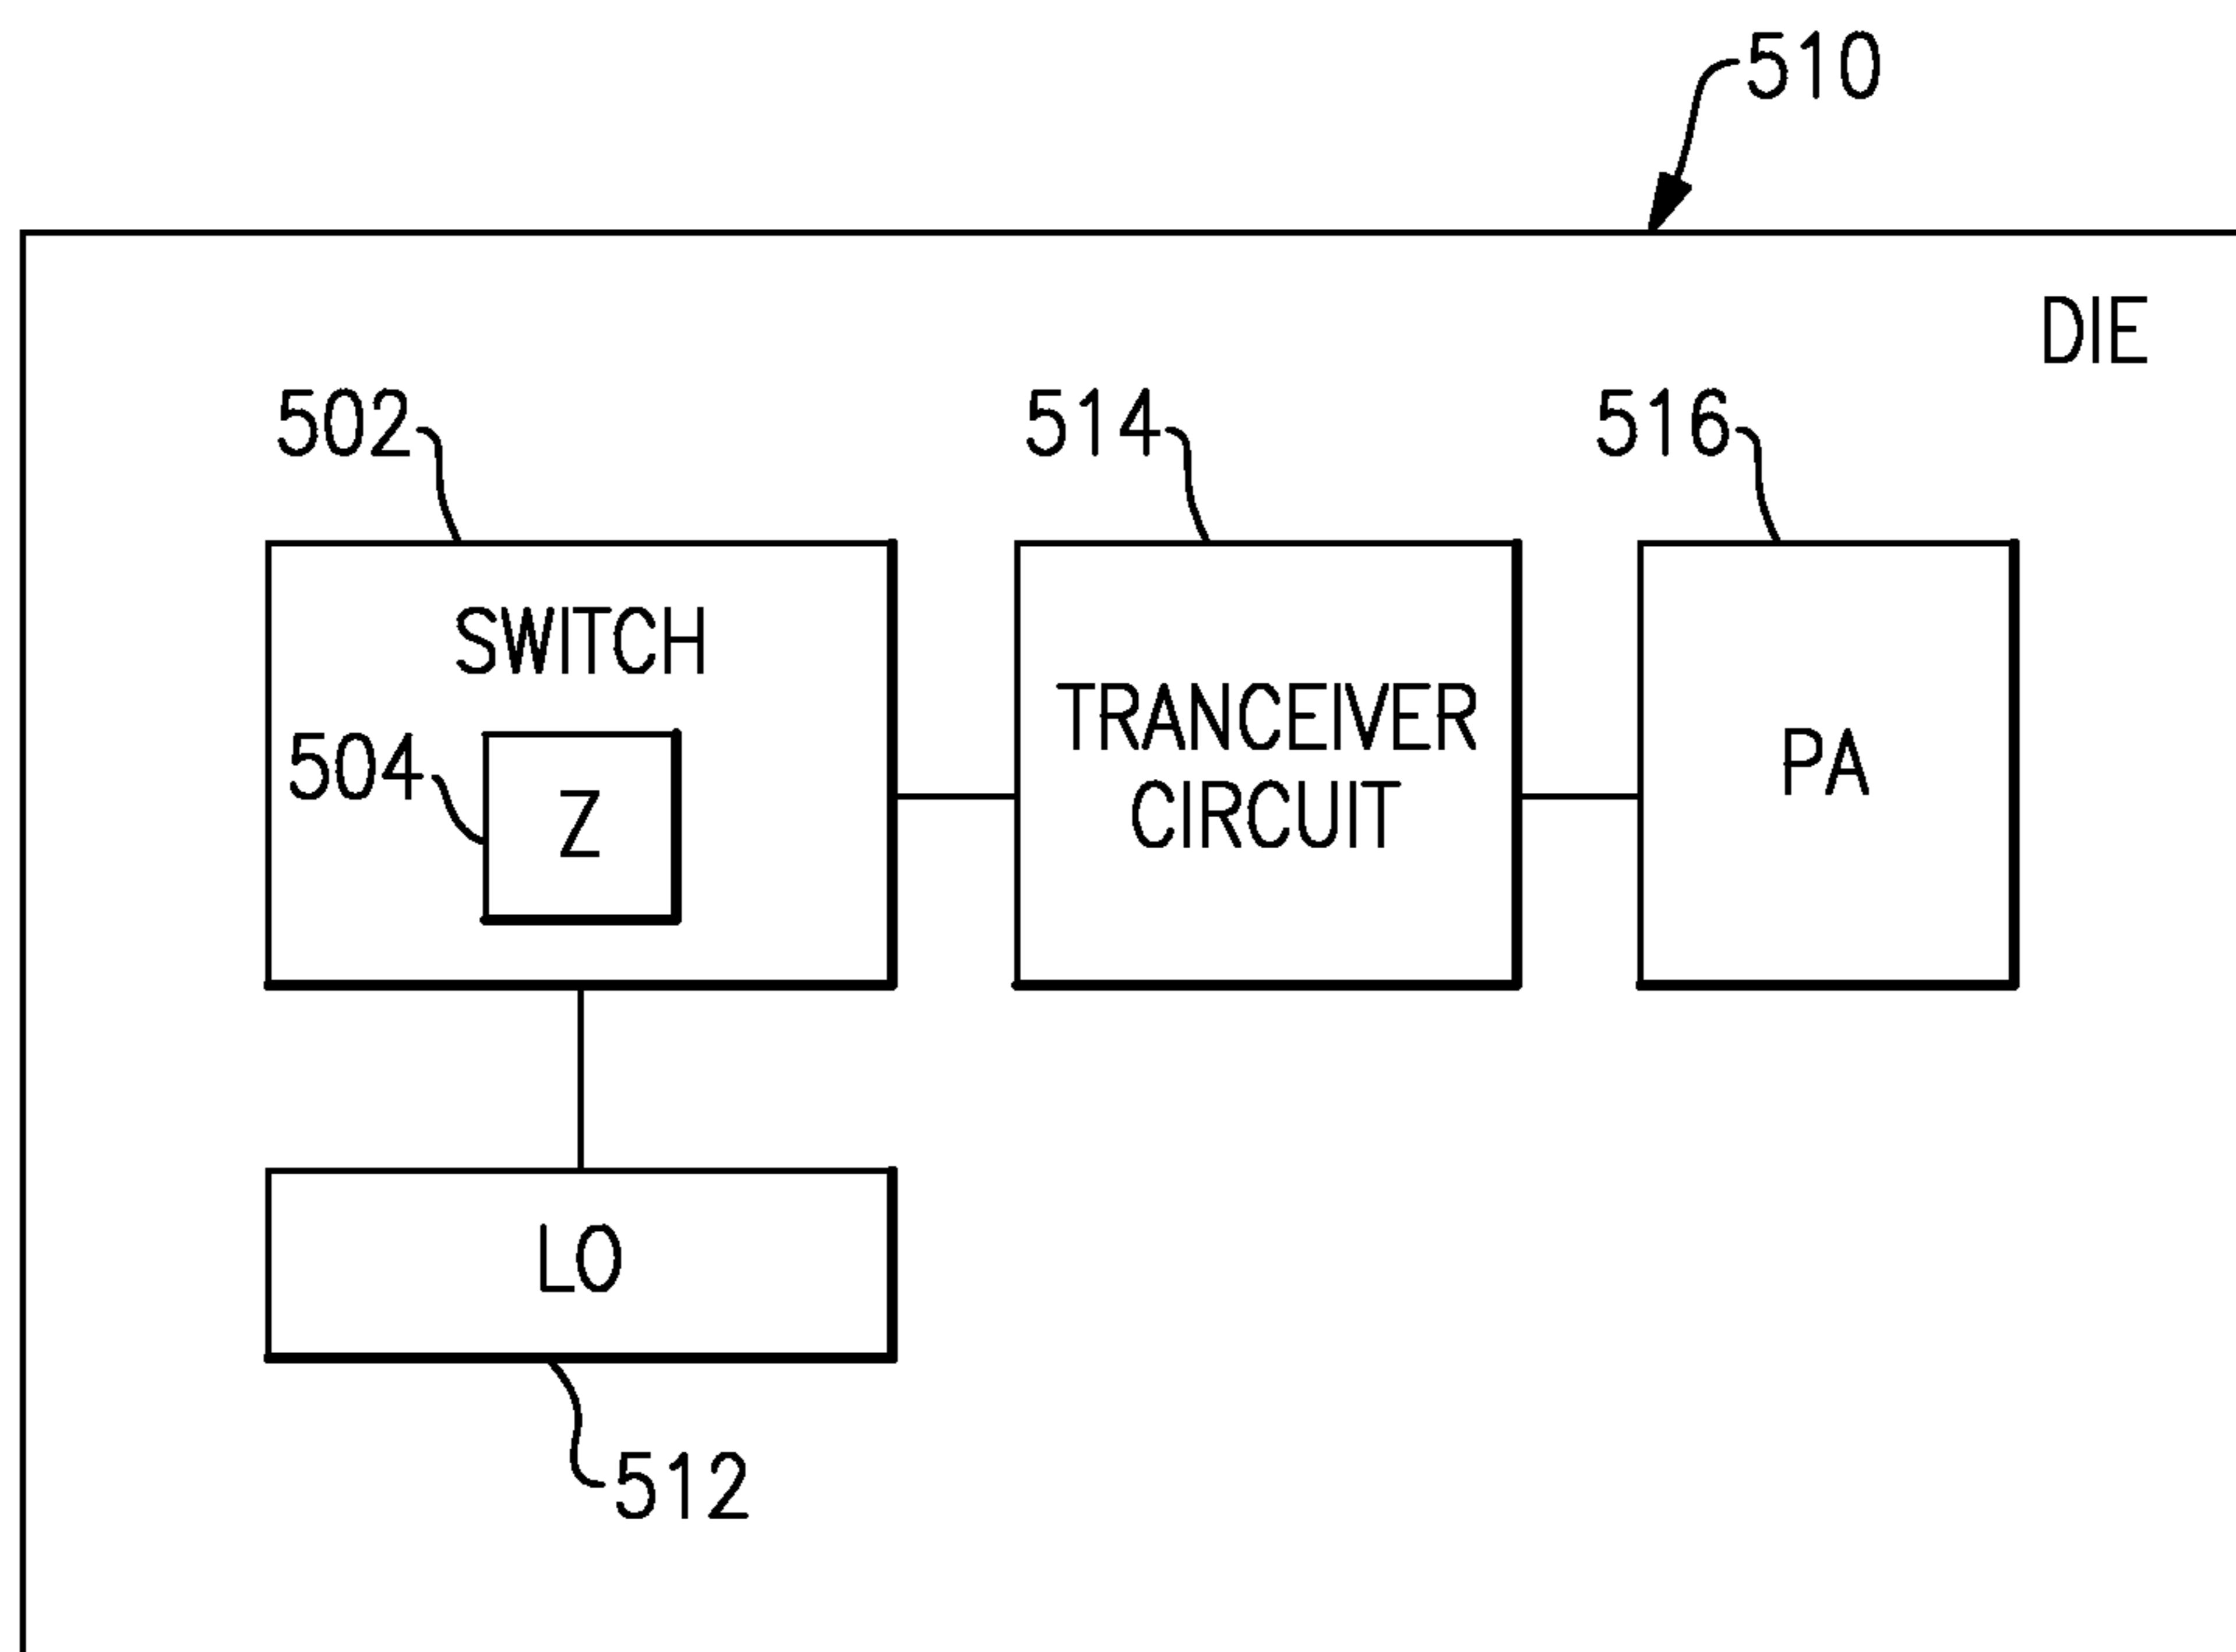 510
DIE
502
514
516
SWITCH
504
Z
TRANCEIVER
CIRCUIT
PA
LO
512